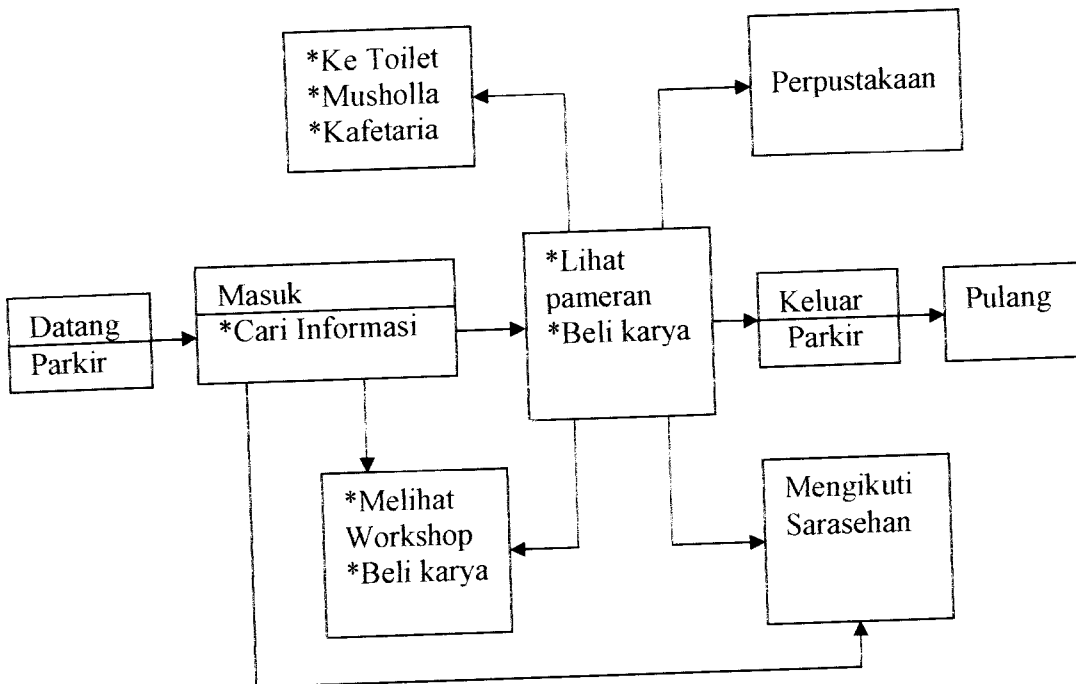 *Ke Toilet
*Musholla
*Kafetaria
Perpustakaan
Datang
Parkir
Masuk
*Cari Informasi
*Lihat
pameran
*Beli karya
Keluar
Parkir
Pulang
*Melihat
Workshop
*Beli karya
Mengikuti
Sarasehan